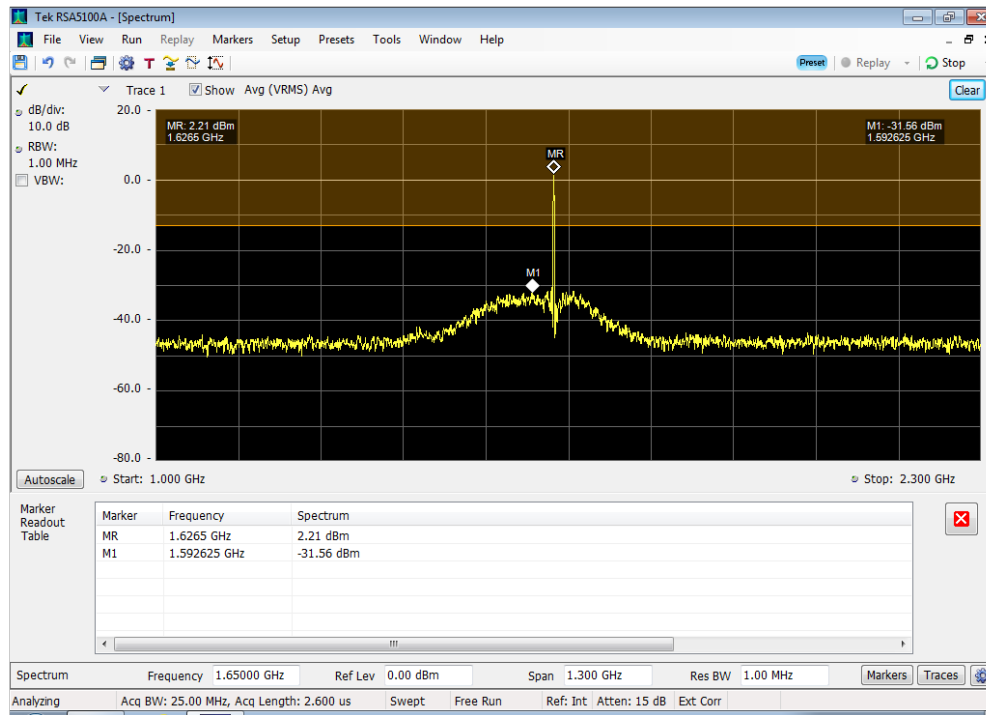 Tek RSA5100A - [Spectrum]
File View Run Replay Markers Setup Presets Tools Window Help
T Preset Replay Stop
Trace 1 Show Avg (VRMS) Avg Clear
dB/div:
10.0 dB
RBW:
1.00 MHz
VBW:
20.0
0.0
-20.0
-40.0
-60.0
-80.0
MR: 2.21 dBm
1.6265 GHz
M1: -31.56 dBm
1.592625 GHz
MR
M1
Autoscale Start: 1.000 GHz Stop: 2.300 GHz
Marker
Readout
Table
Marker Frequency Spectrum
MR 1.6265 GHz 2.21 dBm
M1 1.592625 GHz -31.56 dBm
Spectrum Frequency 1.65000 GHz Ref Lev 0.00 dBm Span 1.300 GHz Res BW 1.00 MHz Markers Traces
Analyzing Acq BW: 25.00 MHz, Acq Length: 2.600 us Swept Free Run Ref: Int Atten: 15 dB Ext Corr